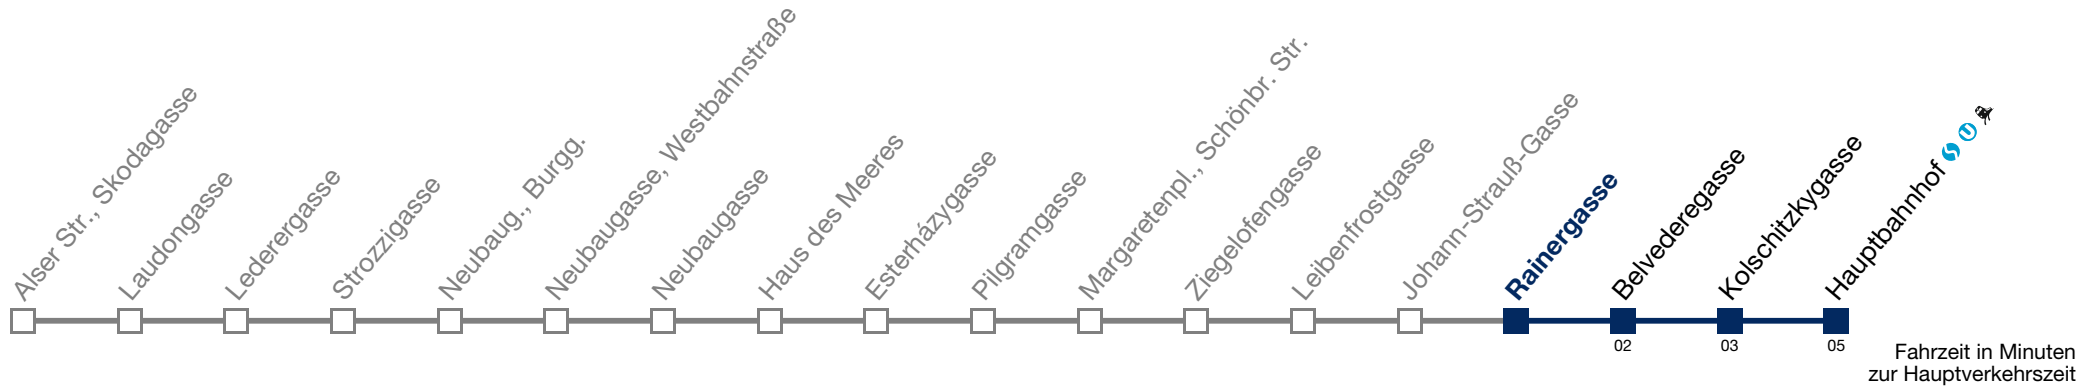 Alser Str., Skodagasse
Laudongasse
Lederergasse
Strozzigasse
Neubaug., Burgg.
Neubaugasse, Westbahnstraße
Neubaugasse
Haus des Meeres
Esterházygasse
Pilgramgasse
Margaretenpl., Schönbr. Str.
Ziegelofengasse
Leibenfrostgasse
Johann-Strauß-Gasse
Rainergasse
Belvederegasse
Kolschitzkygasse
Hauptbahnhof S U
02
03
05
Fahrzeit in Minuten
zur Hauptverkehrszeit